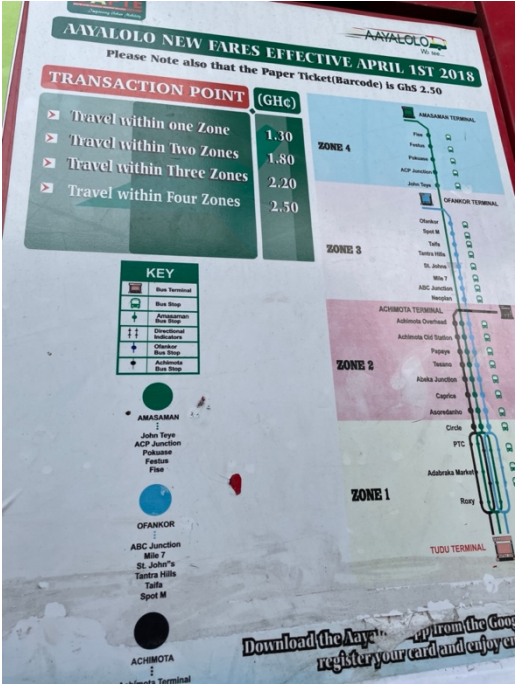 AAYALOLO
AAYALOLO NEW FARES EFFECTIVE APRIL 1ST 2018
Please Note also that the Paper Ticket(Barcode) is GhS 2.50
TRANSACTION POINT (GH¢)
Travel within one Zone 1.30
Travel within Two Zones 1.80
Travel within Three Zones 2.20
Travel within Four Zones 2.50
KEY
Bus Terminal
Bus Stop
Amasaman
Bus Stop
Directional
Indicators
Ofankor
Bus Stop
Achimota
Bus Stop
AMASAMAN
John Teye
ACP Junction
Pokuase
Festus
Fise
OFANKOR
ABC Junction
Mile 7
St. John"s
Tantra Hills
Taifa
Spot M
ACHIMOTA
Achimota Terminal
AMASAMAN TERMINAL
ZONE 4
Fise
Festus
Pokuase
ACP Junction
John Teye
OFANKOR TERMINAL
ZONE 3
Ofankor
Spot M
Taifa
Tantra Hills
St. Johns
Mile 7
ABC Junction
Neoplan
ACHIMOTA TERMINAL
ZONE 2
Achimota Overhead
Achimota Old Station
Papaye
Tesano
Abeka Junction
Caprice
Asoredanho
ZONE 1
Circle
PTC
Adabraka Market
Roxy
TUDU TERMINAL
Download the from the
register your card and enjoy